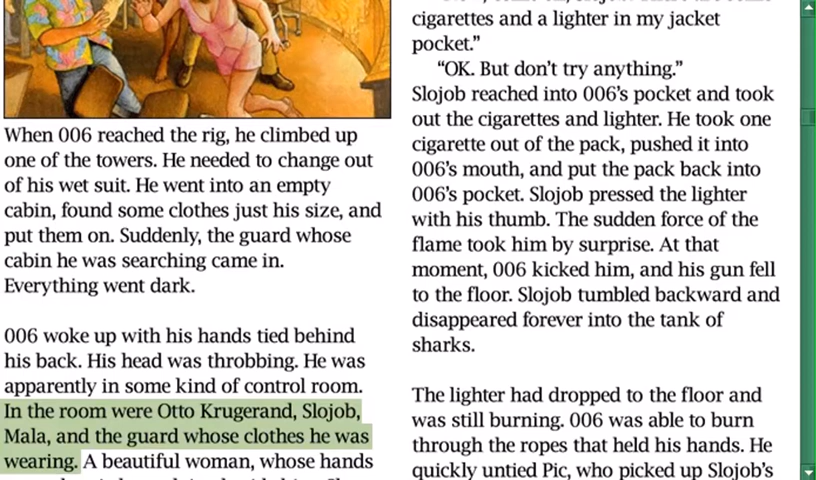 When 006 reached the rig, he climbed up
one of the towers. He needed to change out
of his wet suit. He went into an empty
cabin, found some clothes just his size, and
put them on. Suddenly, the guard whose
cabin he was searching came in.
Everything went dark.
006 woke up with his hands tied behind
his back. His head was throbbing. He was
apparently in some kind of control room.
In the room were Otto Krugerand, Slojob,
Mala, and the guard whose clothes he was
wearing. A beautiful woman, whose hands
cigarettes and a lighter in my jacket
pocket.”
“OK. But don’t try anything.”
Slojob reached into 006’s pocket and took
out the cigarettes and lighter. He took one
cigarette out of the pack, pushed it into
006’s mouth, and put the pack back into
006’s pocket. Slojob pressed the lighter
with his thumb. The sudden force of the
flame took him by surprise. At that
moment, 006 kicked him, and his gun fell
to the floor. Slojob tumbled backward and
disappeared forever into the tank of
sharks.
The lighter had dropped to the floor and
was still burning. 006 was able to burn
through the ropes that held his hands. He
quickly untied Pic, who picked up Slojob’s